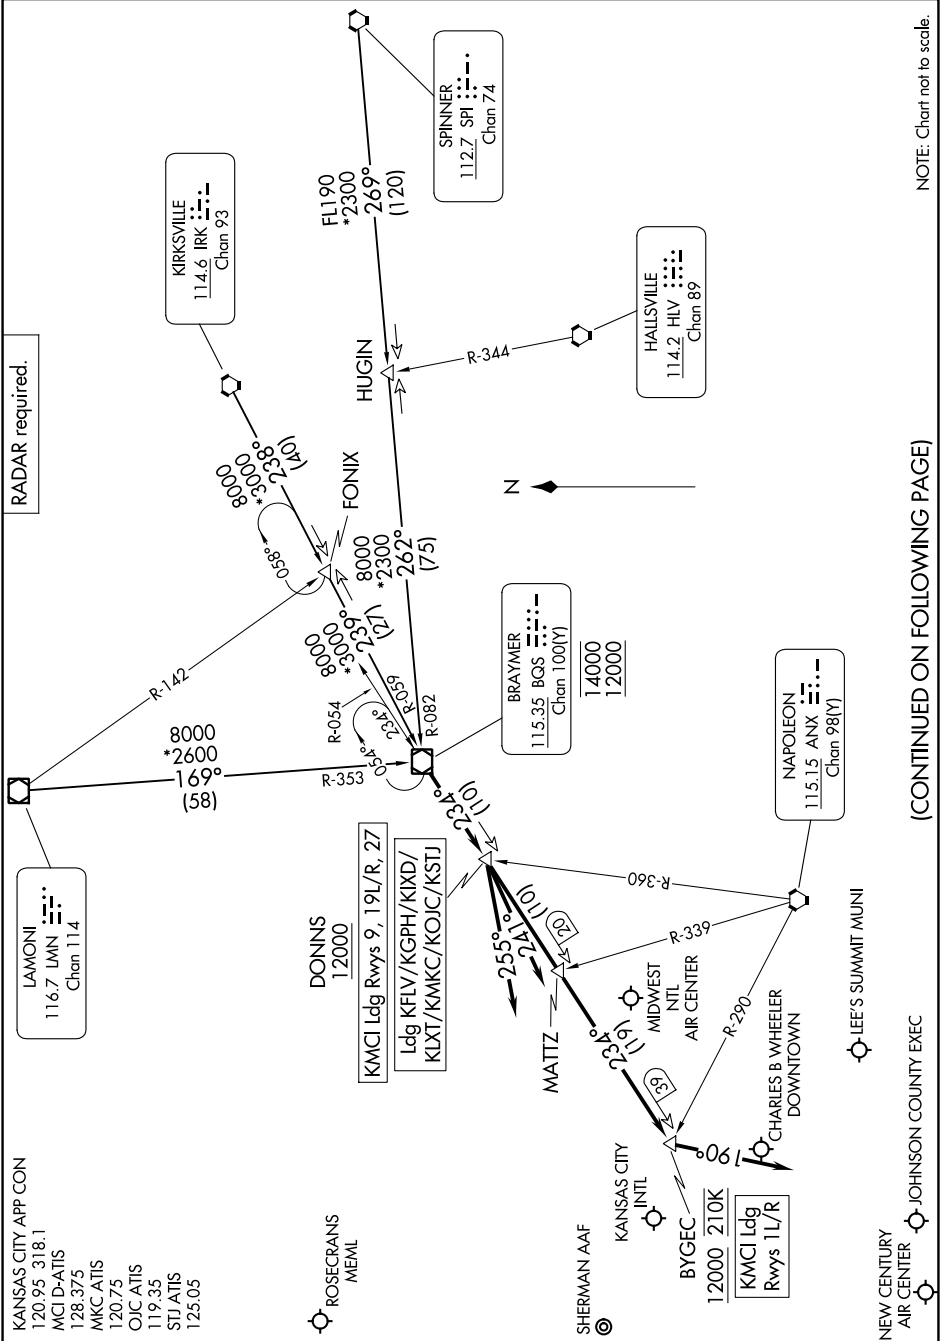 KANSAS CITY APP CON
120.95 318.1
MCI D-ATIS
128.375
MKC ATIS
120.75
OJC ATIS
119.35
STJ ATIS
125.05
RADAR required.
LAMONI
116.7 LMN
Chan 114
KIRKSVILLE
114.6 IRK
Chan 93
SPINNER
112.7 SPI
Chan 74
HALLSVILLE
114.2 HLV
Chan 89
BRAYMER
115.35 BQS
Chan 100(Y)
14000
12000
NAPOLEON
115.15 ANX
Chan 98(Y)
R-142
8000
*2600
169°
(58)
R-353
8000
*3000
238°
(40)
058°
FONIX
8000
*3000
239°
(27)
R-054
R-059
234°
054°
R-082
8000
*2300
262°
(75)
HUGIN
FL190
*2300
269°
(120)
R-344
N
DONNS
12000
KMCI Ldg Rwys 9, 19L/R, 27
Ldg KFLV/KGPH/KIXD/
KLXT/KMKC/KOJC/KSTJ
234°
(10)
255°
241°
(10)
20
MATTZ
R-360
R-339
R-290
234°
(19)
39
190°
BYGEC
12000 210K
KMCI Ldg
Rwys 1L/R
ROSECRANS
MEML
SHERMAN AAF
KANSAS CITY
INTL
MIDWEST
NTL
AIR CENTER
CHARLES B WHEELER
DOWNTOWN
LEE'S SUMMIT MUNI
NEW CENTURY
AIR CENTER
JOHNSON COUNTY EXEC
(CONTINUED ON FOLLOWING PAGE)
NOTE: Chart not to scale.